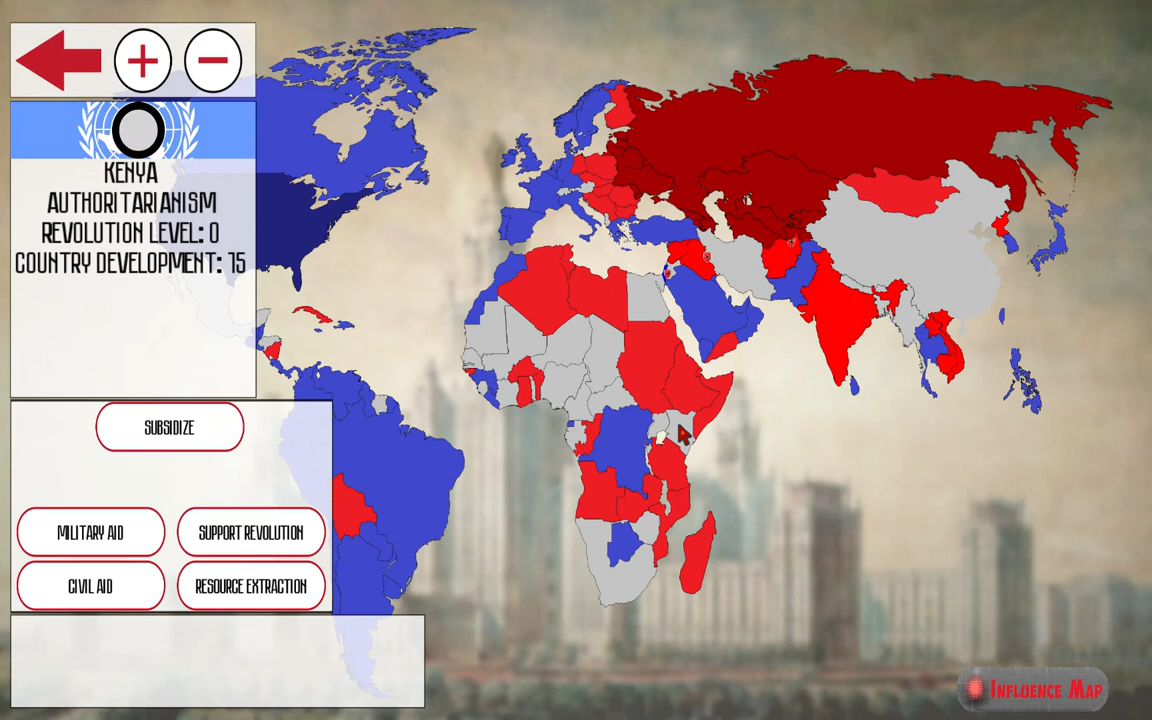 KENYA
AUTHORITARIANISM
REVOLUTION LEVEL: 0
COUNTRY DEVELOPMENT: 15
SUBSIDIZE
MILITARY AID
SUPPORT REVOLUTION
CIVIL AID
RESOURCE EXTRACTION
INFLUENCE MAP